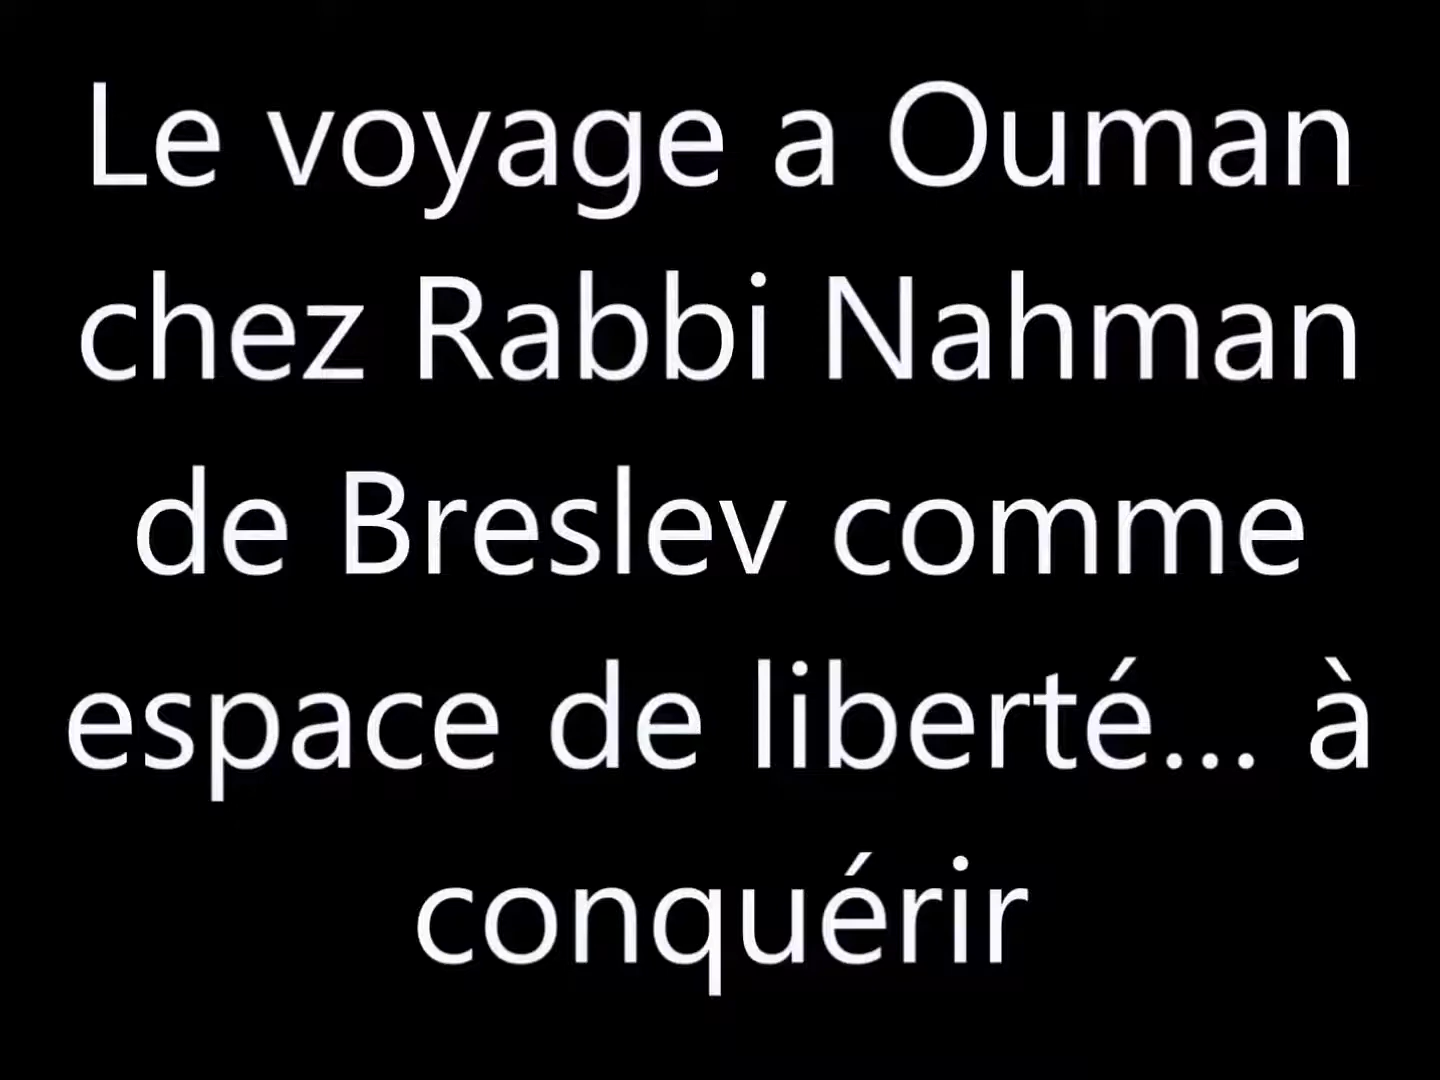 Le voyage a Ouman
chez Rabbi Nahman
de Breslev comme
espace de liberté... à
conquérir